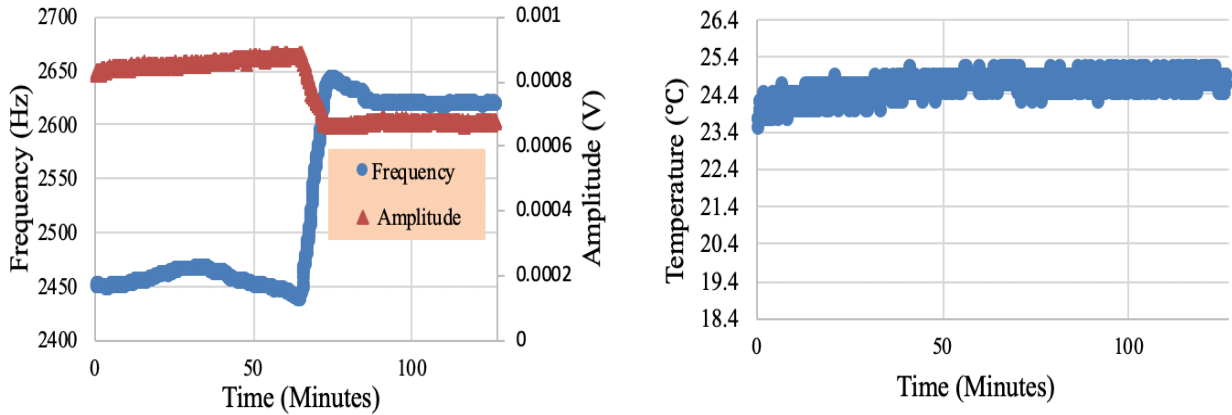 2700
2650
2600
2550
2500
2450
2400
Frequency (Hz)
0.001
0.0008
0.0006
0.0004
0.0002
0
Amplitude (V)
Frequency
Amplitude
0 50 100
Time (Minutes)
26.4
25.4
24.4
23.4
22.4
21.4
20.4
19.4
18.4
Temperature (°C)
0 50 100
Time (Minutes)